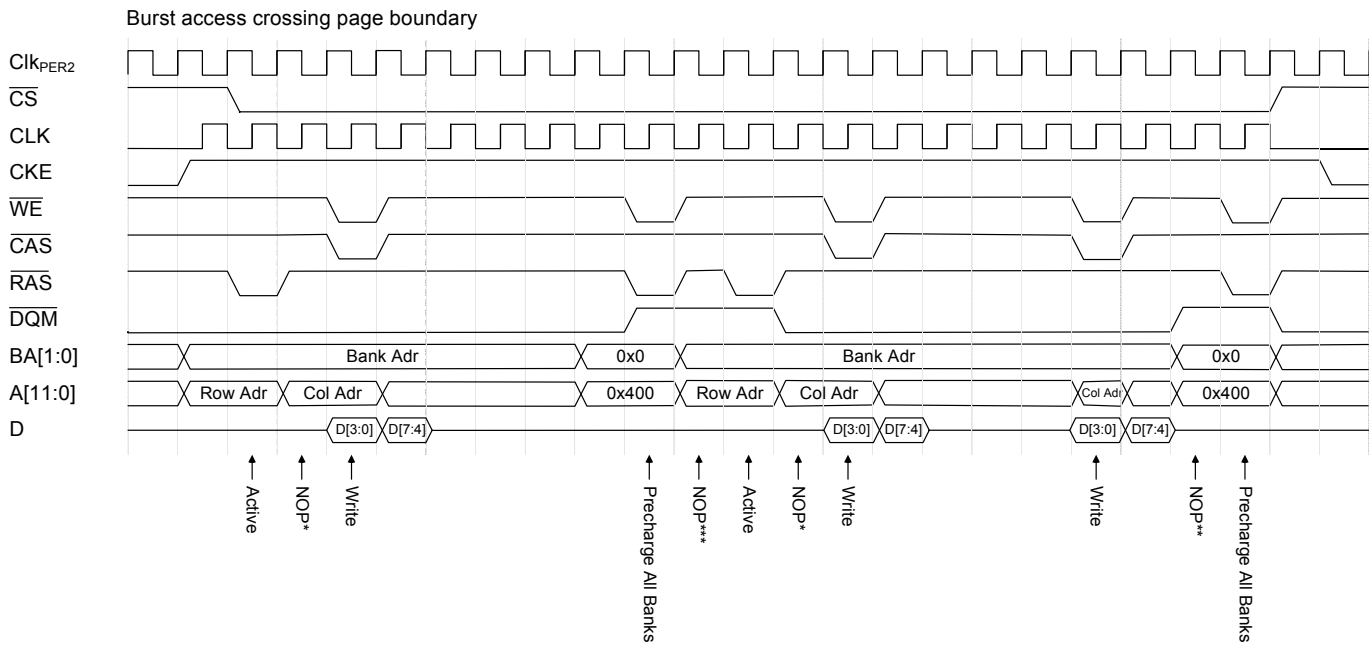 Burst access crossing page boundary
ClkPER2
CS
CLK
CKE
WE
CAS
RAS
DQM
BA[1:0] Bank Adr 0x0 Bank Adr 0x0
A[11:0] Row Adr Col Adr 0x400 Row Adr Col Adr Col Adr 0x400
D D[3:0] D[7:4] D[3:0] D[7:4] D[3:0] D[7:4]
Active
NOP*
Write
Precharge All Banks
NOP***
Active
NOP*
Write
Write
NOP**
Precharge All Banks